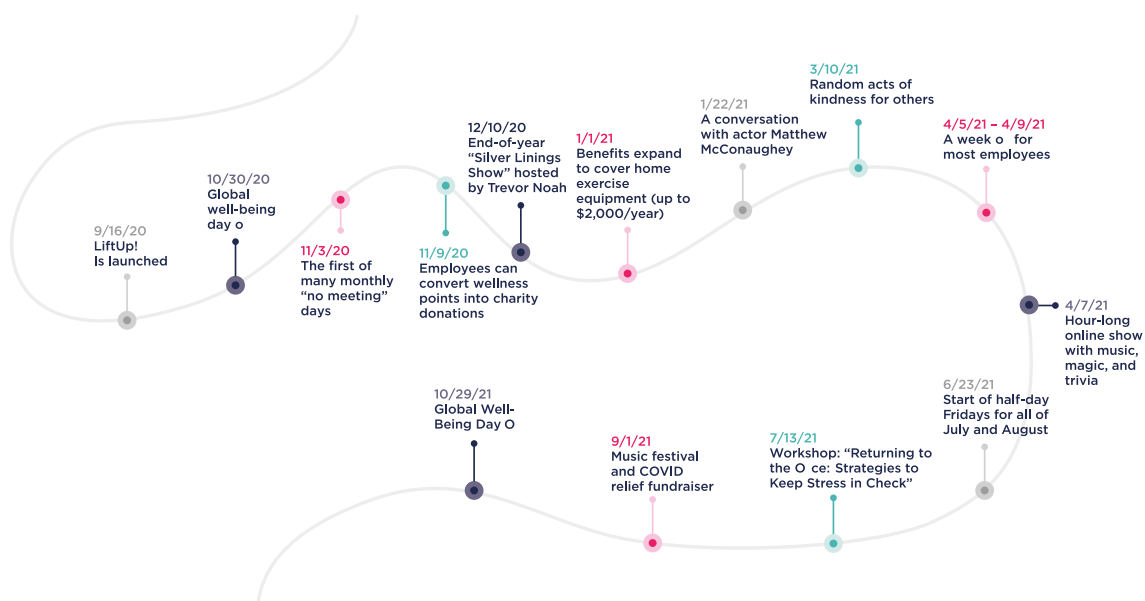 9/16/20
LiftUp!
Is launched
10/30/20
Global
well-being
day o
11/3/20
The first of
many monthly
“no meeting”
days
11/9/20
Employees can
convert wellness
points into charity
donations
12/10/20
End-of-year
“Silver Linings
Show” hosted
by Trevor Noah
1/1/21
Benefits expand
to cover home
exercise
equipment (up to
$2,000/year)
1/22/21
A conversation
with actor Matthew
McConaughey
3/10/21
Random acts of
kindness for others
4/5/21 – 4/9/21
A week o for
most employees
4/7/21
Hour-long
online show
with music,
magic, and
trivia
6/23/21
Start of half-day
Fridays for all of
July and August
7/13/21
Workshop: “Returning to
the O ce: Strategies to
Keep Stress in Check”
9/1/21
Music festival
and COVID
relief fundraiser
10/29/21
Global Well-
Being Day O